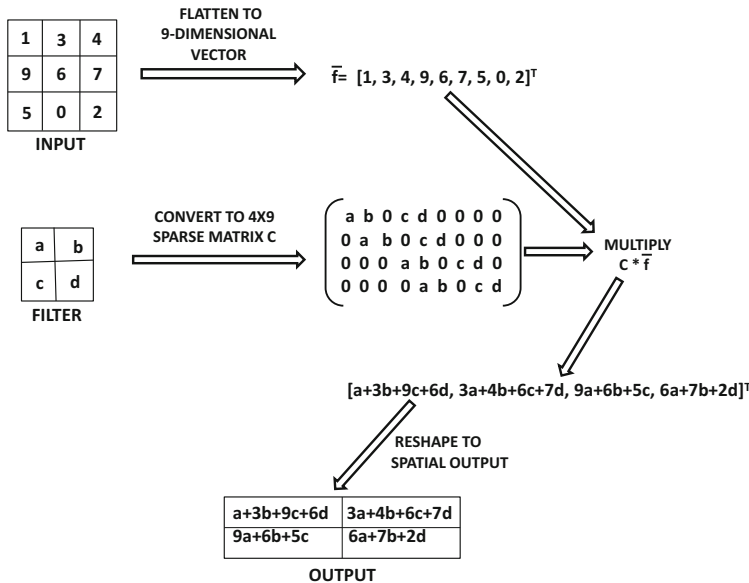 FLATTEN TO
9-DIMENSIONAL
VECTOR
1 3 4
9 6 7
5 0 2
INPUT
f̅= [1, 3, 4, 9, 6, 7, 5, 0, 2]ᵀ
CONVERT TO 4X9
SPARSE MATRIX C
a b
c d
FILTER
a b 0 c d 0 0 0 0
0 a b 0 c d 0 0 0
0 0 0 a b 0 c d 0
0 0 0 0 a b 0 c d
MULTIPLY
C * f̅
[a+3b+9c+6d, 3a+4b+6c+7d, 9a+6b+5c, 6a+7b+2d]ᵀ
RESHAPE TO
SPATIAL OUTPUT
a+3b+9c+6d 3a+4b+6c+7d
9a+6b+5c 6a+7b+2d
OUTPUT